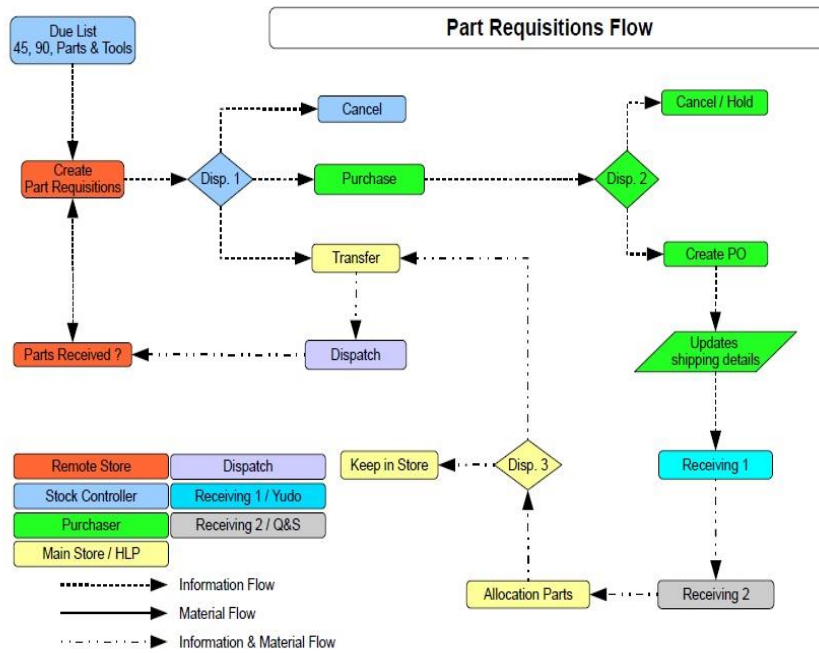 Part Requisitions Flow
Due List
45, 90, Parts & Tools
Cancel
Cancel / Hold
Create
Part Requisitions
Disp. 1
Purchase
Disp. 2
Transfer
Create PO
Parts Received ?
Dispatch
Updates
shipping details
Keep in Store
Disp. 3
Receiving 1
Remote Store
Dispatch
Stock Controller
Receiving 1 / Yudo
Purchaser
Receiving 2 / Q&S
Main Store / HLP
Allocation Parts
Receiving 2
Information Flow
Material Flow
Information & Material Flow